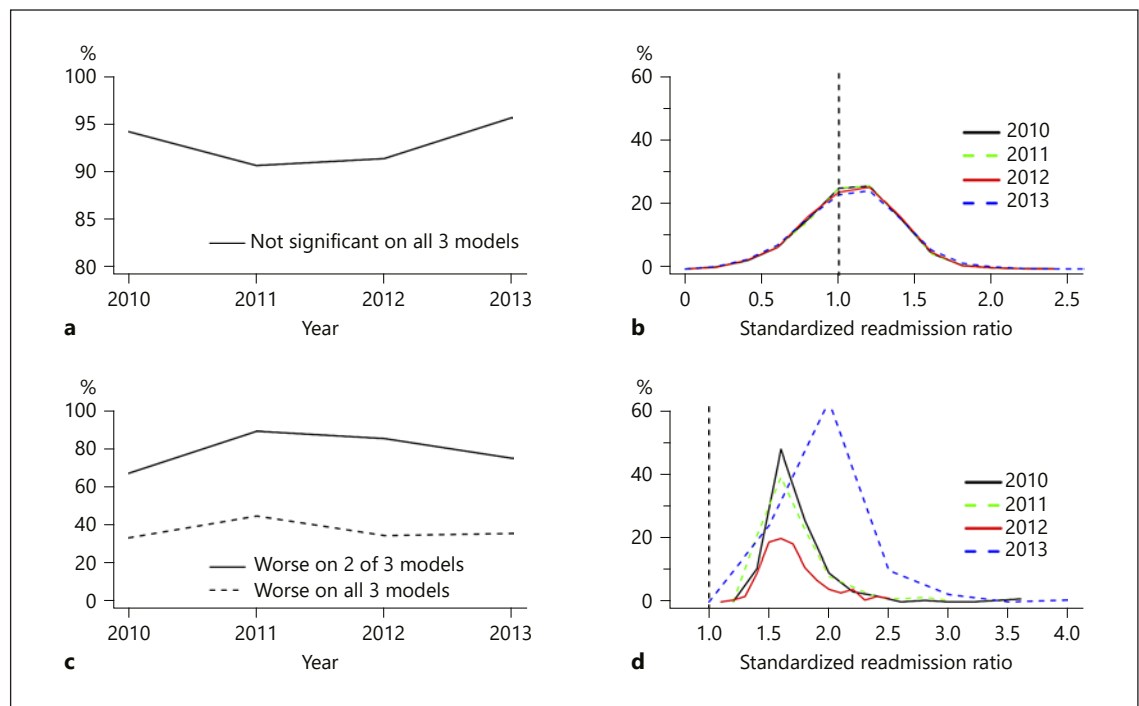 %
100
95
90
85
80
Not significant on all 3 models
2010 2011 2012 2013
Year
a
%
60
40
20
0
2010
2011
2012
2013
0 0.5 1.0 1.5 2.0 2.5
Standardized readmission ratio
b
%
100
80
60
40
20
0
Worse on 2 of 3 models
Worse on all 3 models
2010 2011 2012 2013
Year
c
%
60
40
20
0
2010
2011
2012
2013
1.0 1.5 2.0 2.5 3.0 3.5 4.0
Standardized readmission ratio
d